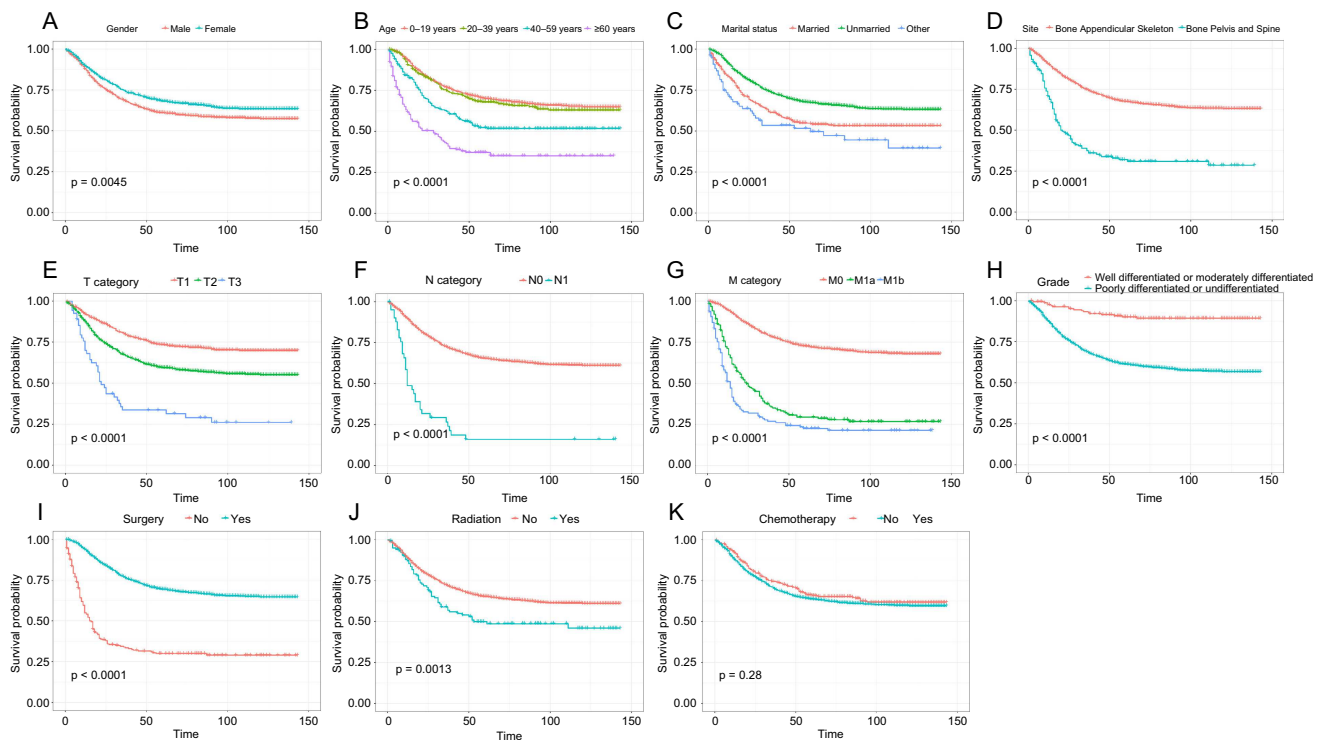 A
Gender Male Female
1.00
0.75
0.50
0.25
0.00
Survival probability
p = 0.0045
0 50 100 150
Time
B
Age 0–19 years 20–39 years 40–59 years ≥60 years
1.00
0.75
0.50
0.25
0.00
Survival probability
p < 0.0001
0 50 100 150
Time
C
Marital status Married Unmarried Other
1.00
0.75
0.50
0.25
0.00
Survival probability
p < 0.0001
0 50 100 150
Time
D
Site Bone Appendicular Skeleton Bone Pelvis and Spine
1.00
0.75
0.50
0.25
0.00
Survival probability
p < 0.0001
0 50 100 150
Time
E
T category T1 T2 T3
1.00
0.75
0.50
0.25
0.00
Survival probability
p < 0.0001
0 50 100 150
Time
F
N category N0 N1
1.00
0.75
0.50
0.25
0.00
Survival probability
p < 0.0001
0 50 100 150
Time
G
M category M0 M1a M1b
1.00
0.75
0.50
0.25
0.00
Survival probability
p < 0.0001
0 50 100 150
Time
H
Grade Well differentiated or moderately differentiated
Poorly differentiated or undifferentiated
1.00
0.75
0.50
0.25
0.00
Survival probability
p < 0.0001
0 50 100 150
Time
I
Surgery No Yes
1.00
0.75
0.50
0.25
0.00
Survival probability
p < 0.0001
0 50 100 150
Time
J
Radiation No Yes
1.00
0.75
0.50
0.25
0.00
Survival probability
p = 0.0013
0 50 100 150
Time
K
Chemotherapy No Yes
1.00
0.75
0.50
0.25
0.00
Survival probability
p = 0.28
0 50 100 150
Time